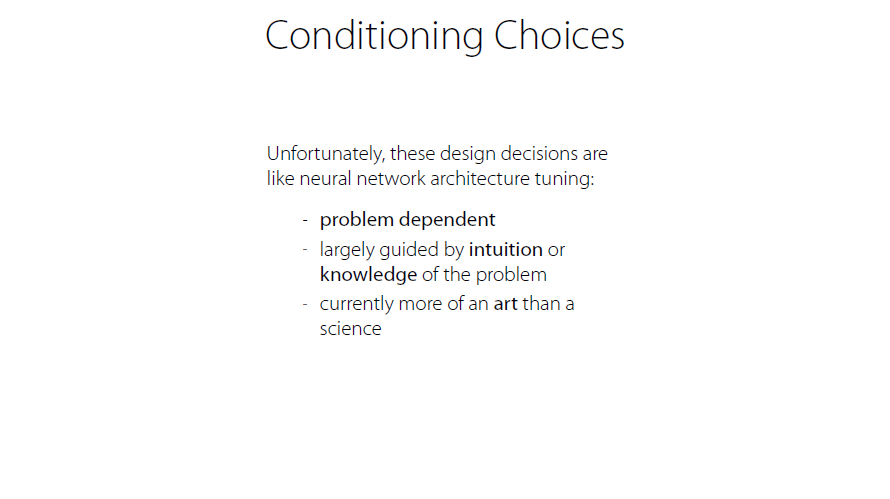 Conditioning Choices
Unfortunately, these design decisions are
like neural network architecture tuning:
- problem dependent
- largely guided by intuition or
knowledge of the problem
- currently more of an art than a
science